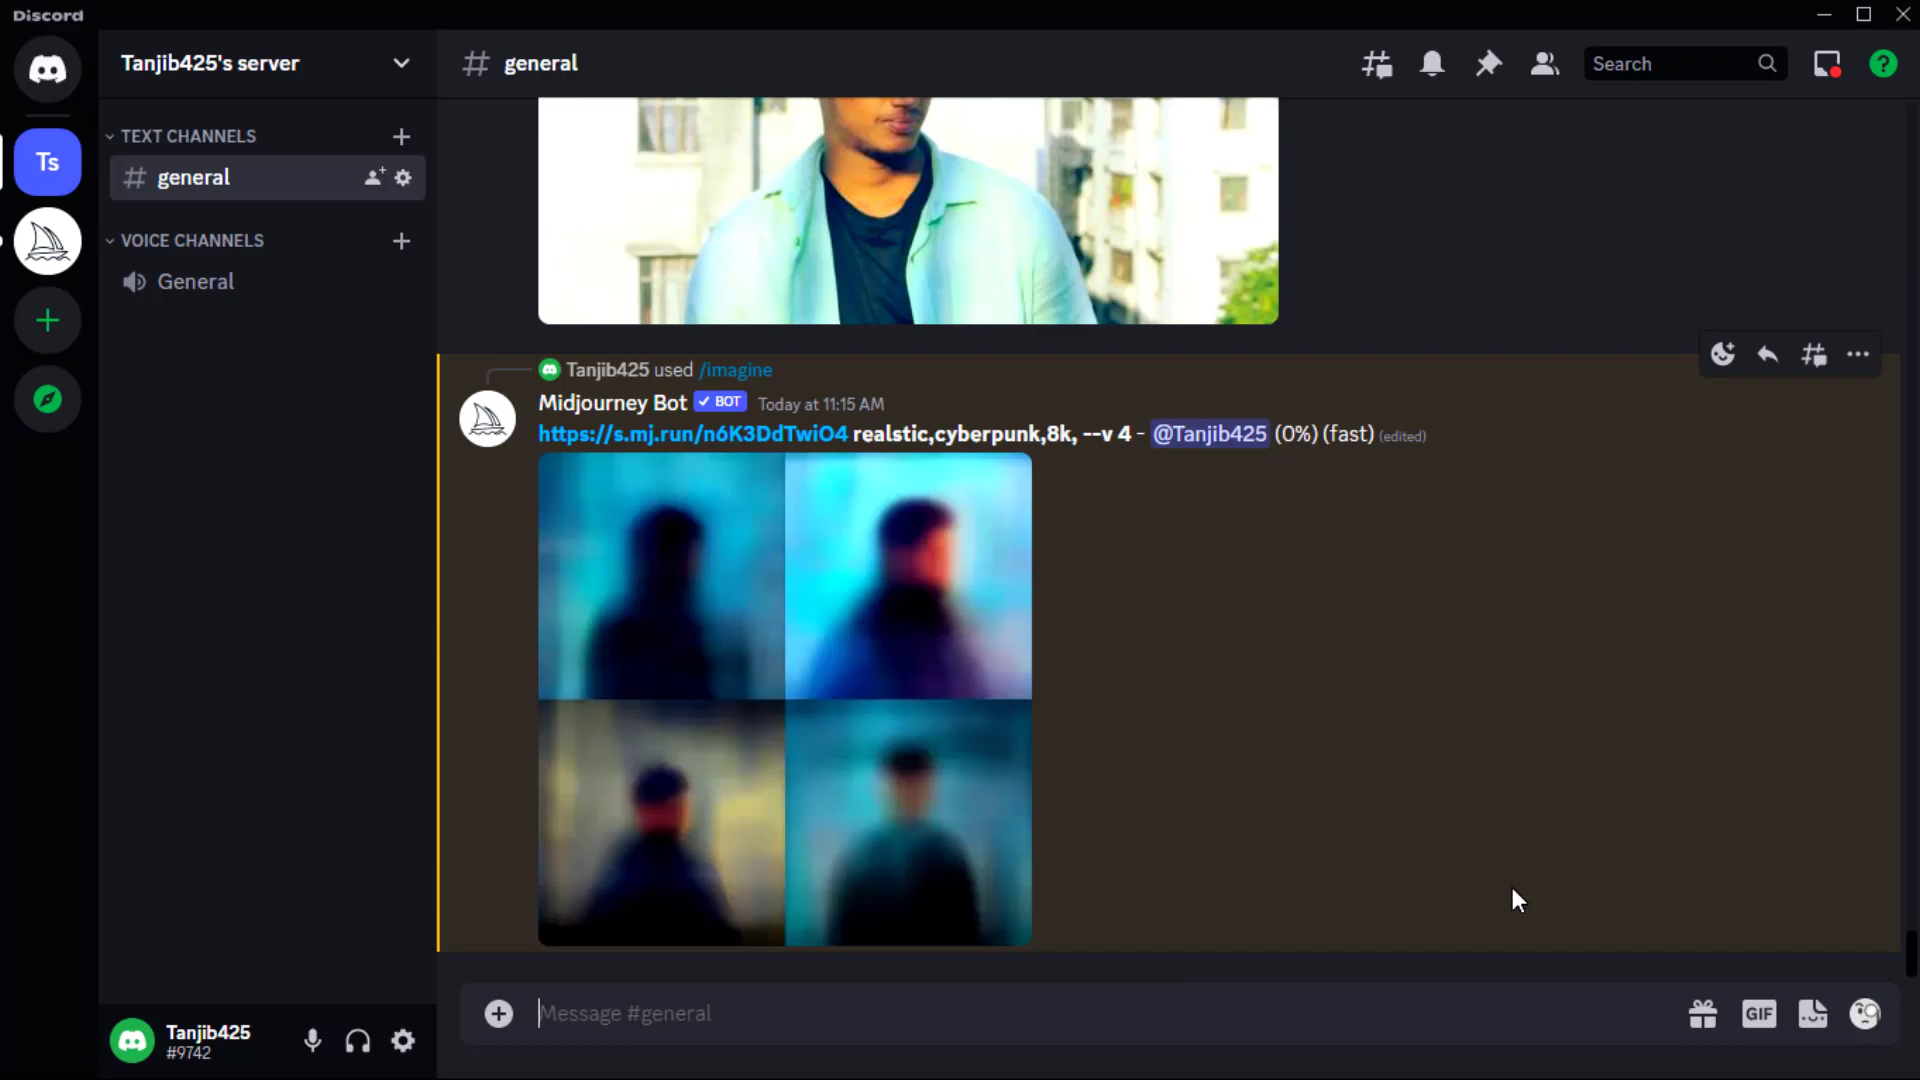 Discord
Tanjib425's server
# general
Search
TEXT CHANNELS
Ts
# general
VOICE CHANNELS
General
Tanjib425 used /imagine
Midjourney Bot ✓ BOT Today at 11:15 AM
https://s.mj.run/n6K3DdTwiO4 realstic,cyberpunk,8k, --v 4 - @Tanjib425 (0%) (fast) (edited)
Message #general
GIF
Tanjib425
#9742